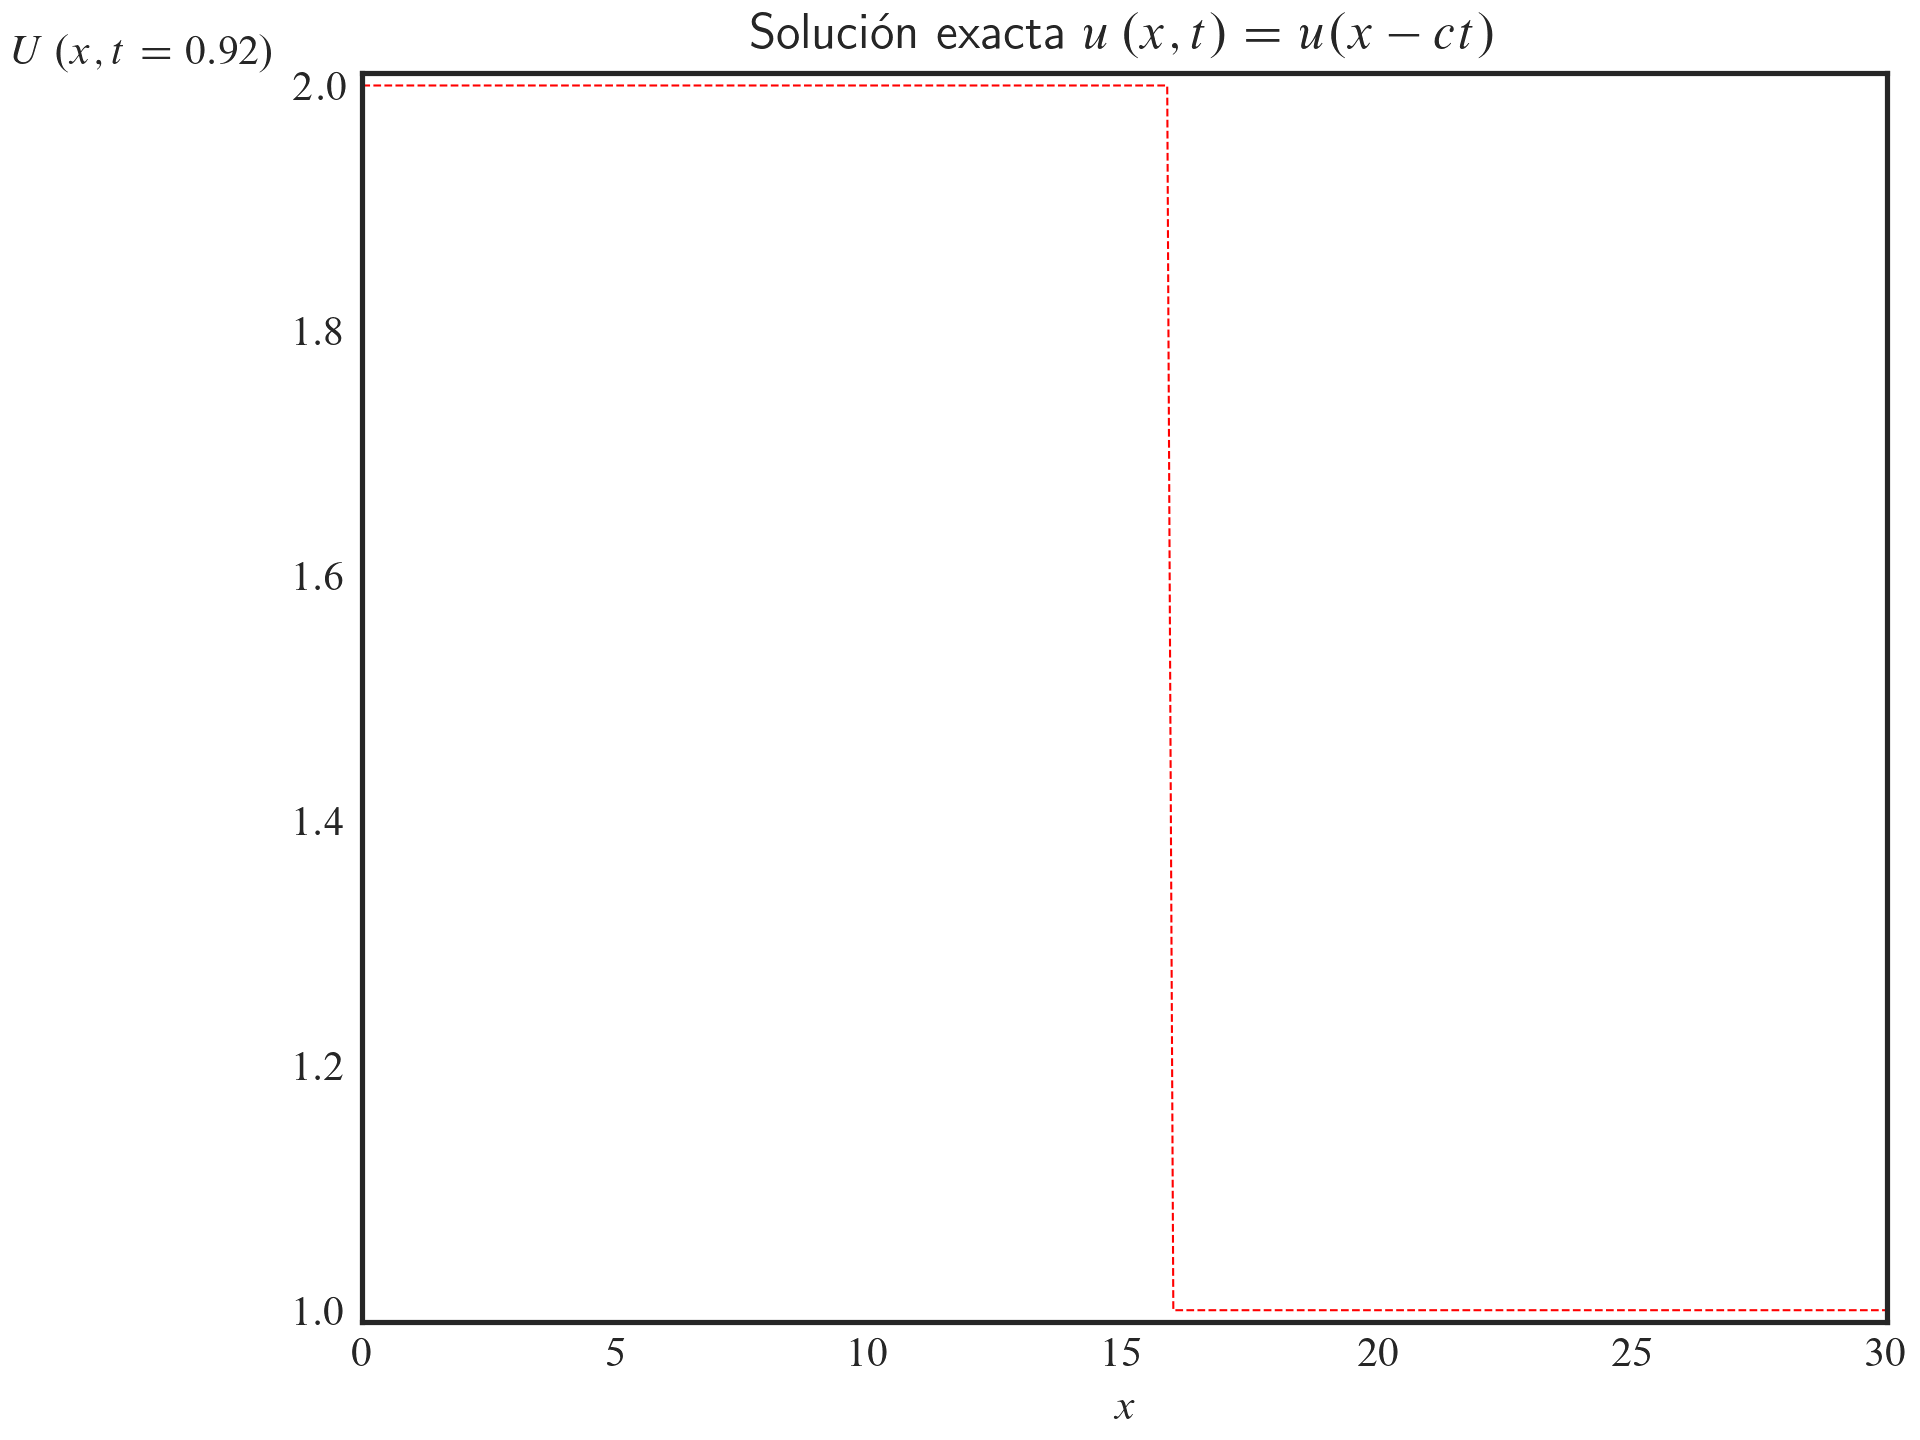 Solución exacta u (x, t) = u(x − ct)
U (x, t = 0.92)
2.0
1.8
1.6
1.4
1.2
1.0
0 5 10 15 20 25 30
x